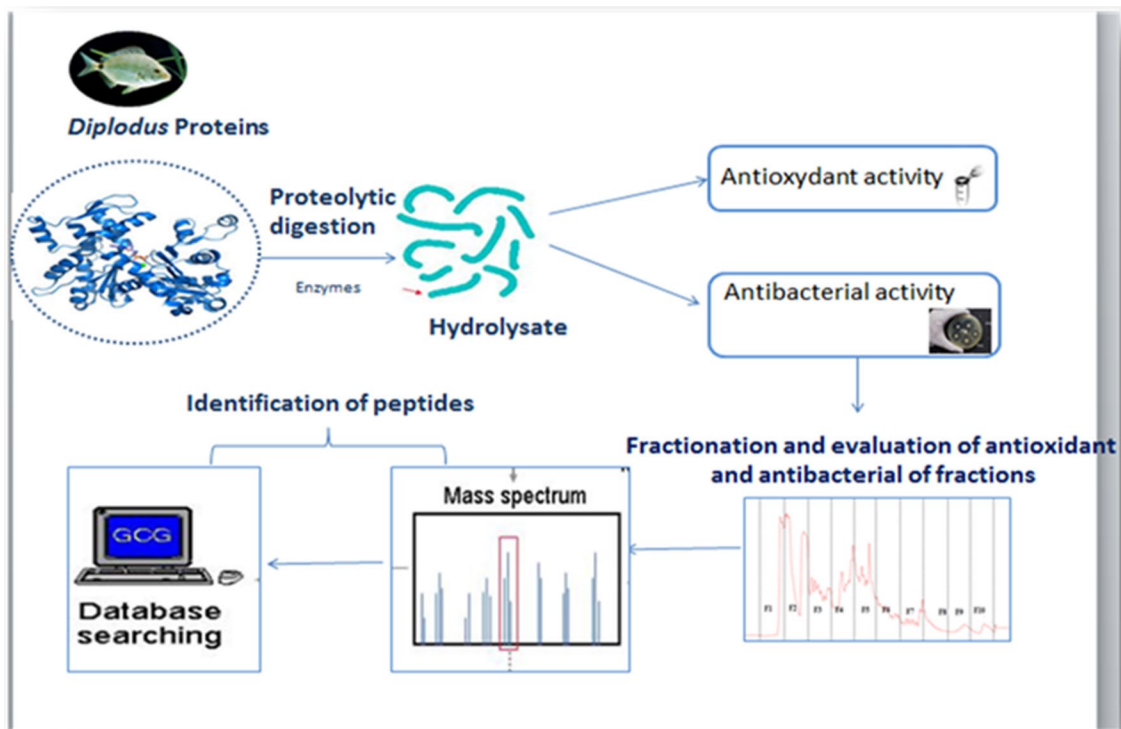 Diplodus Proteins
Proteolytic
digestion
Enzymes
Hydrolysate
Antioxydant activity
Antibacterial activity
Fractionation and evaluation of antioxidant
and antibacterial of fractions
F1 F2 F3 F4 F5 F6 F7 F8 F9 F10
Identification of peptides
Mass spectrum
GCG
Database
searching